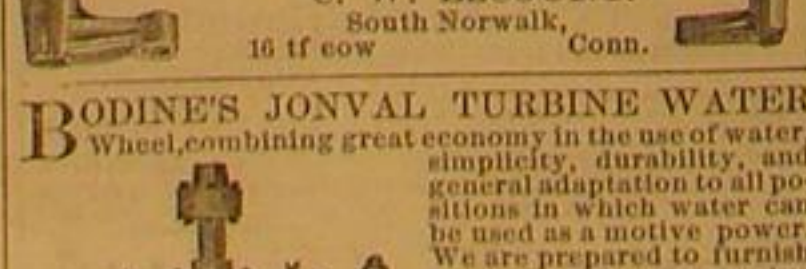 South Norwalk,
16 tf eow Conn.
BODINE'S JONVAL TURBINE WATER
Wheel,combining great economy in the use of water
simplicity, durability, and
general adaptation to all po-
sitions in which water can
be used as a motive power
We are prepared to furnish